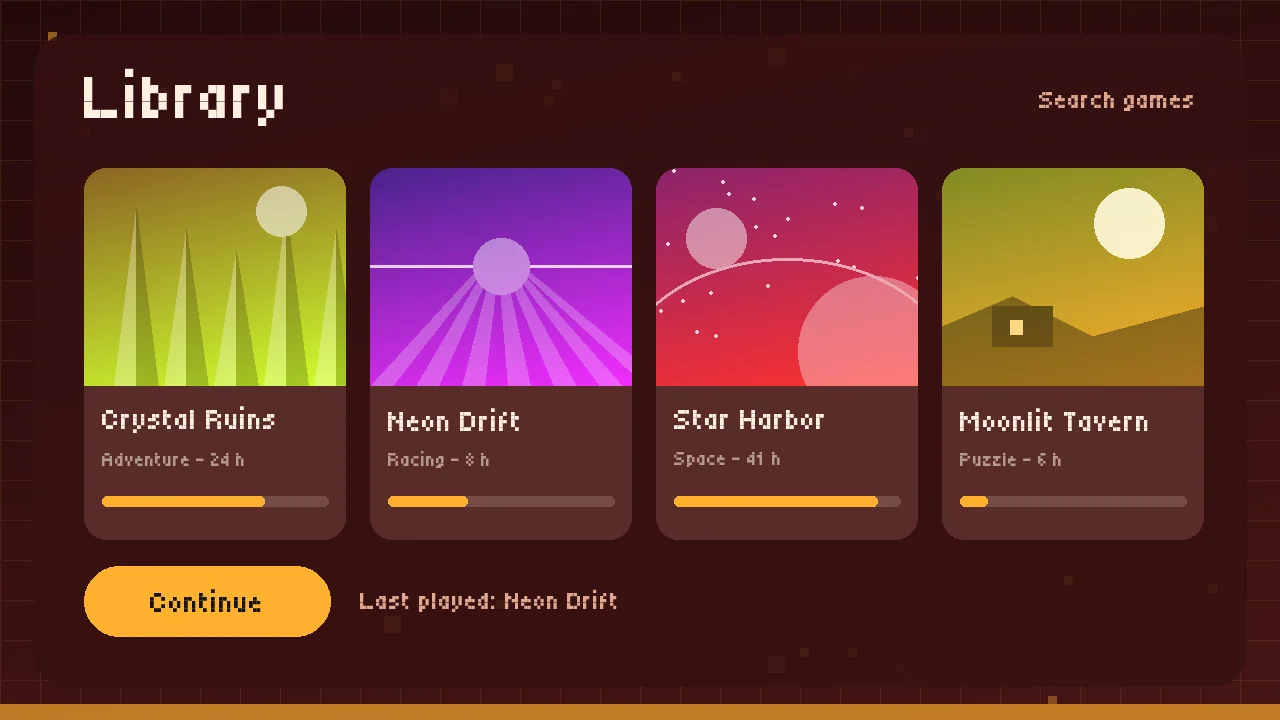 Library
Search games
Crystal Ruins
Adventure - 24 h
Neon Drift
Racing - 8 h
Star Harbor
Space - 41 h
Moonlit Tavern
Puzzle - 6 h
Continue
Last played: Neon Drift